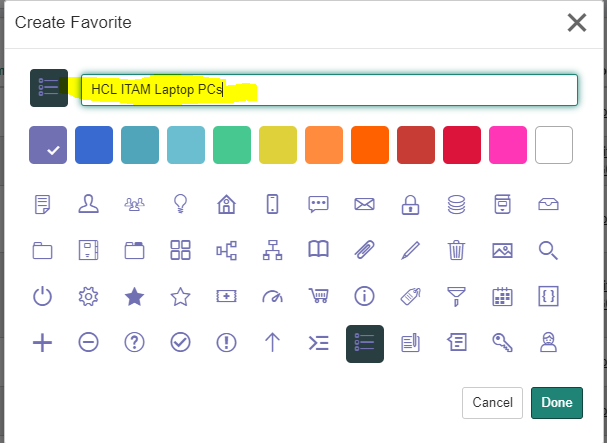 Create Favorite
HCL ITAM Laptop PCs
Cancel
Done